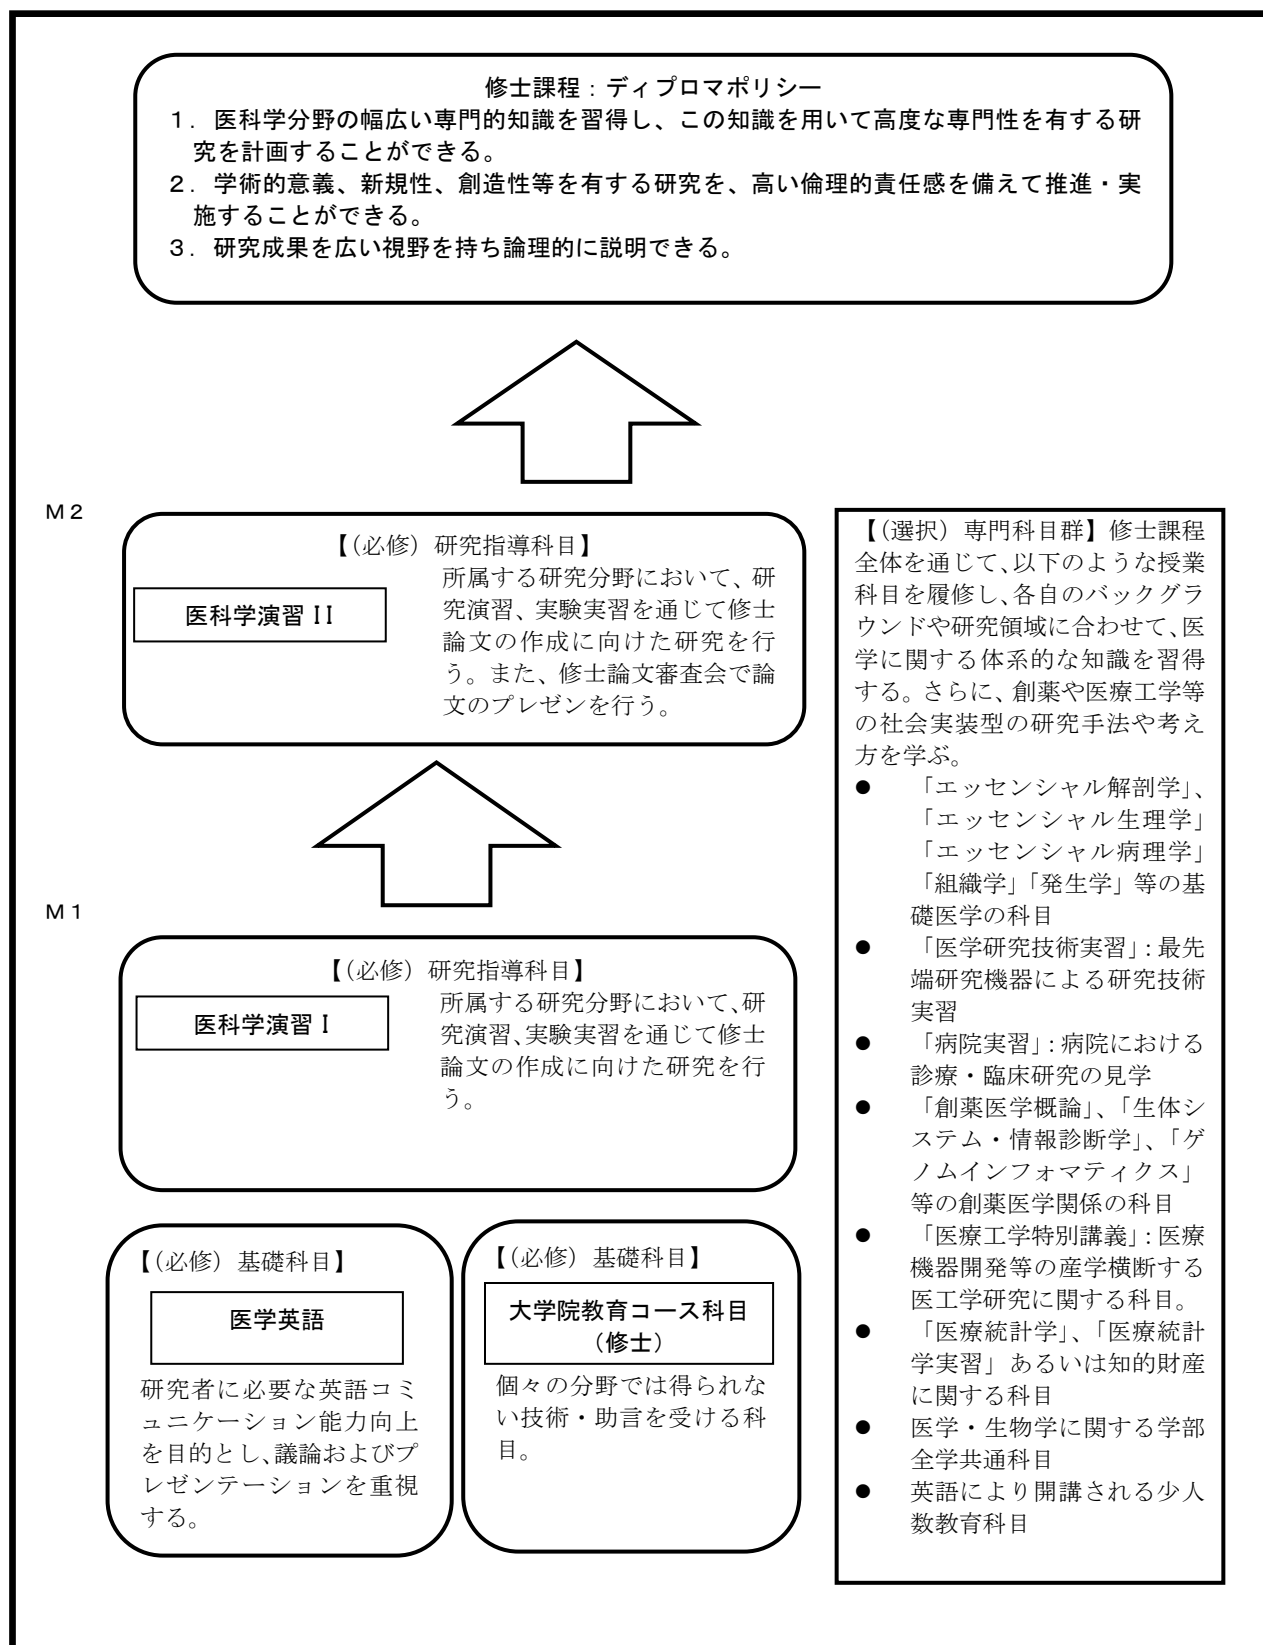 修士課程：ディプロマポリシー
１．医科学分野の幅広い専門的知識を習得し、この知識を用いて高度な専門性を有する研
究を計画することができる。
２．学術的意義、新規性、創造性等を有する研究を、高い倫理的責任感を備えて推進・実
施することができる。
３．研究成果を広い視野を持ち論理的に説明できる。
Ｍ２
【（必修）研究指導科目】
医科学演習 II
所属する研究分野において、研
究演習、実験実習を通じて修士
論文の作成に向けた研究を行
う。また、修士論文審査会で論
文のプレゼンを行う。
Ｍ１
【（必修）研究指導科目】
医科学演習 I
所属する研究分野において、研
究演習、実験実習を通じて修士
論文の作成に向けた研究を行
う。
【（必修）基礎科目】
医学英語
研究者に必要な英語コミ
ュニケーション能力向上
を目的とし、議論およびプ
レゼンテーションを重視
する。
【（必修）基礎科目】
大学院教育コース科目
（修士）
個々の分野では得られな
い技術・助言を受ける科
目。
【（選択）専門科目群】修士課程
全体を通じて、以下のような授業
科目を履修し、各自のバックグラ
ウンドや研究領域に合わせて、医
学に関する体系的な知識を習得
する。さらに、創薬や医療工学等
の社会実装型の研究手法や考え
方を学ぶ。
● 「エッセンシャル解剖学」、
「エッセンシャル生理学」
「エッセンシャル病理学」
「組織学」「発生学」等の基
礎医学の科目
● 「医学研究技術実習」：最先
端研究機器による研究技術
実習
● 「病院実習」：病院における
診療・臨床研究の見学
● 「創薬医学概論」、「生体シ
ステム・情報診断学」、「ゲ
ノムインフォマティクス」
等の創薬医学関係の科目
● 「医療工学特別講義」：医療
機器開発等の産学横断する
医工学研究に関する科目。
● 「医療統計学」、「医療統計
学実習」あるいは知的財産
に関する科目
● 医学・生物学に関する学部
全学共通科目
● 英語により開講される少人
数教育科目